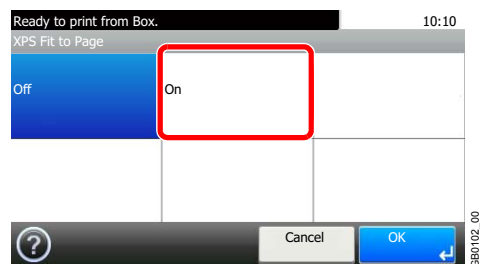 Ready to print from Box. 10:10
XPS Fit to Page
Off On
? Cancel OK
GB0102_00